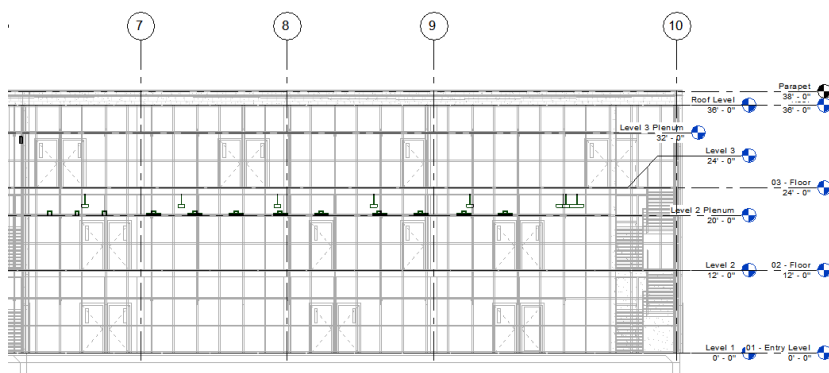 7
8
9
10
Parapet
38' - 0"
Roof Level
36' - 0"
36' - 0"
Level 3 Plenum
32' - 0"
Level 3
24' - 0"
03 - Floor
24' - 0"
Level 2 Plenum
20' - 0"
Level 2
12' - 0"
02 - Floor
12' - 0"
Level 1
0' - 0"
01 - Entry Level
0' - 0"